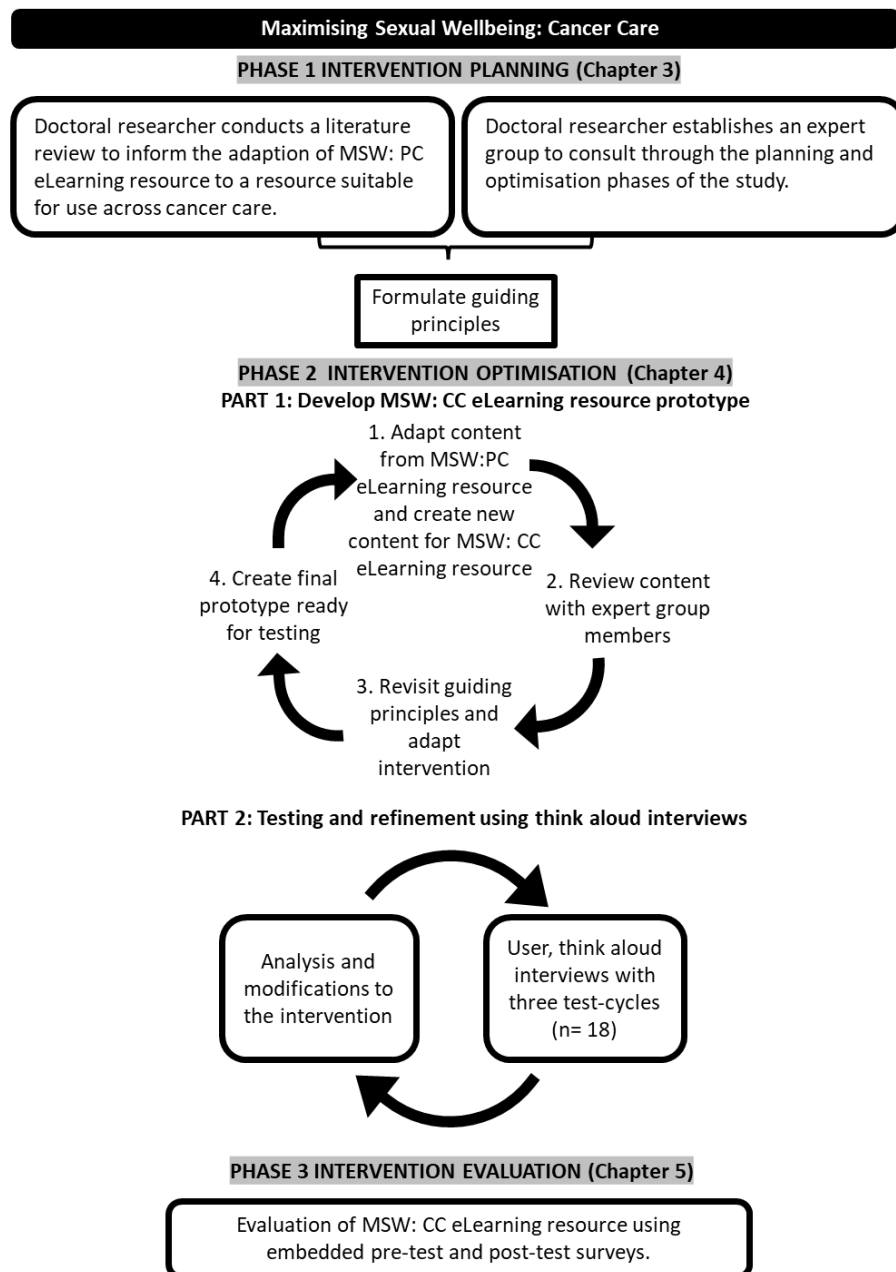 Maximising Sexual Wellbeing: Cancer Care
PHASE 1 INTERVENTION PLANNING (Chapter 3)
Doctoral researcher conducts a literature
review to inform the adaption of MSW: PC
eLearning resource to a resource suitable
for use across cancer care.
Doctoral researcher establishes an expert
group to consult through the planning and
optimisation phases of the study.
Formulate guiding
principles
PHASE 2 INTERVENTION OPTIMISATION (Chapter 4)
PART 1: Develop MSW: CC eLearning resource prototype
1. Adapt content
from MSW:PC
eLearning resource
and create new
content for MSW: CC
eLearning resource
2. Review content
with expert group
members
3. Revisit guiding
principles and
adapt
intervention
4. Create final
prototype ready
for testing
PART 2: Testing and refinement using think aloud interviews
Analysis and
modifications to
the intervention
User, think aloud
interviews with
three test-cycles
(n= 18)
PHASE 3 INTERVENTION EVALUATION (Chapter 5)
Evaluation of MSW: CC eLearning resource using
embedded pre-test and post-test surveys.